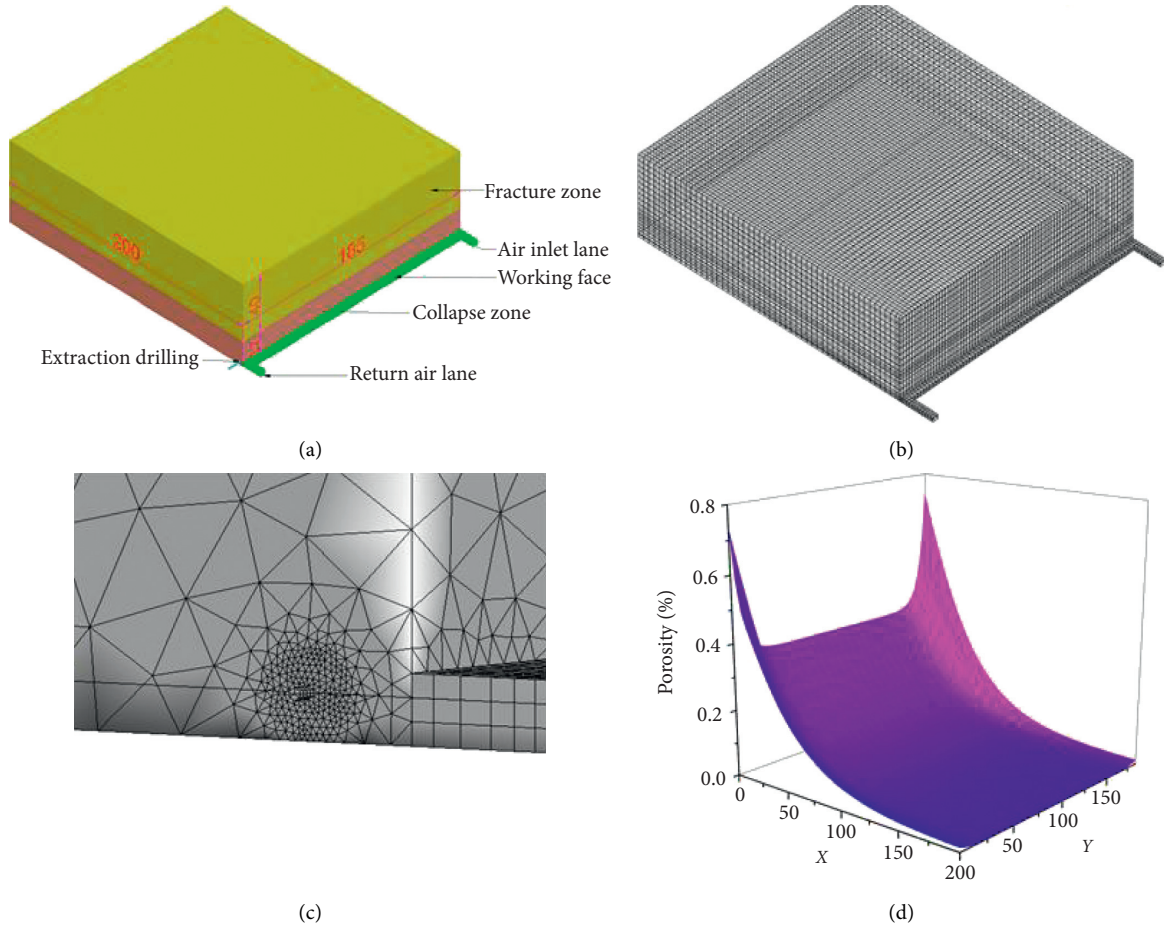 200
185
Fracture zone
Air inlet lane
Working face
Collapse zone
Extraction drilling
Return air lane
(a)
(b)
(c)
Porosity (%)
0.8
0.6
0.4
0.2
0.0
0
50
100
150
200
X
50
100
150
Y
(d)